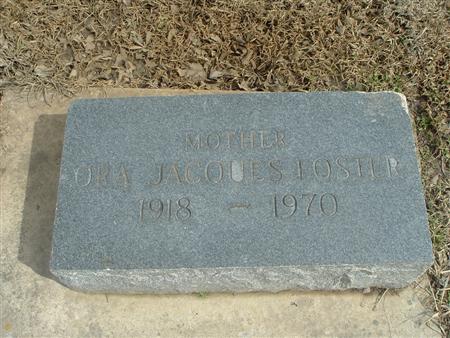 MOTHER
ORA JACQUES FOSTER
1918 - 1970